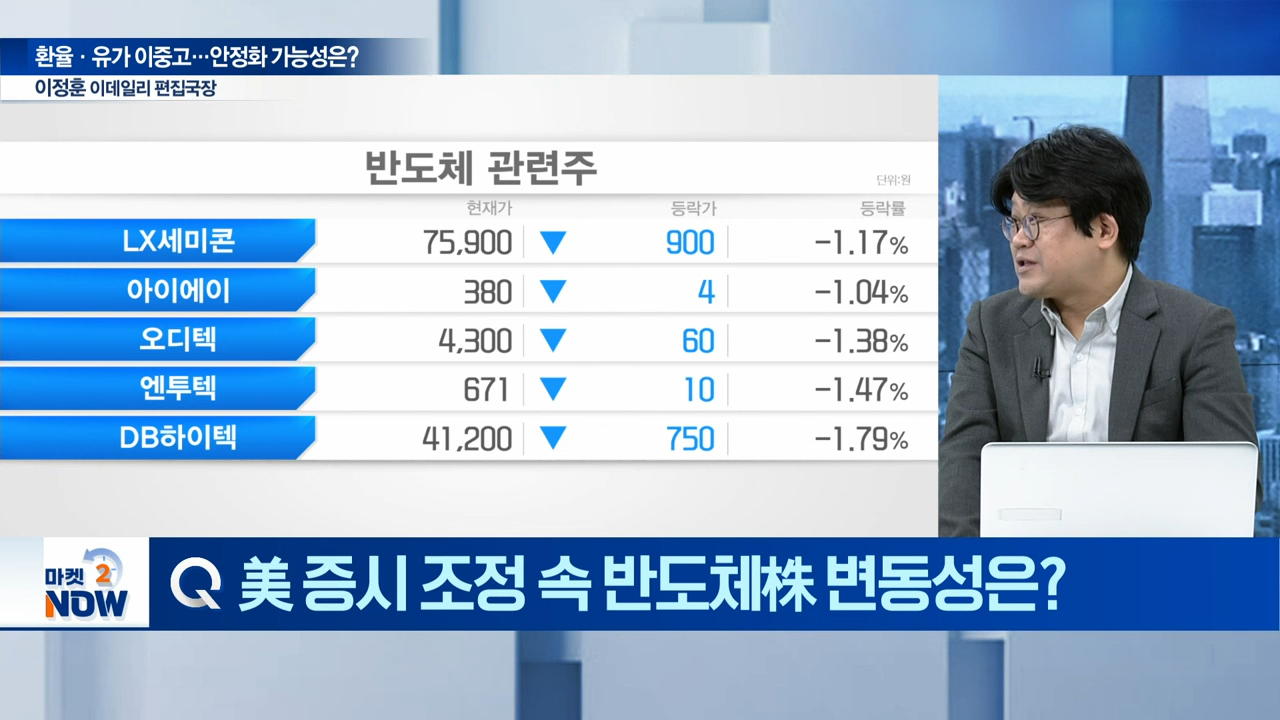 환율·유가 이중고…안정화 가능성은?
이정훈 이데일리 편집국장
반도체 관련주
단위:원
현재가 등락가 등락률
LX세미콘 75,900 ▼ 900 -1.17%
아이에이 380 ▼ 4 -1.04%
오디텍 4,300 ▼ 60 -1.38%
엔투텍 671 ▼ 10 -1.47%
DB하이텍 41,200 ▼ 750 -1.79%
마켓 2
NOW
Q 美 증시 조정 속 반도체株 변동성은?